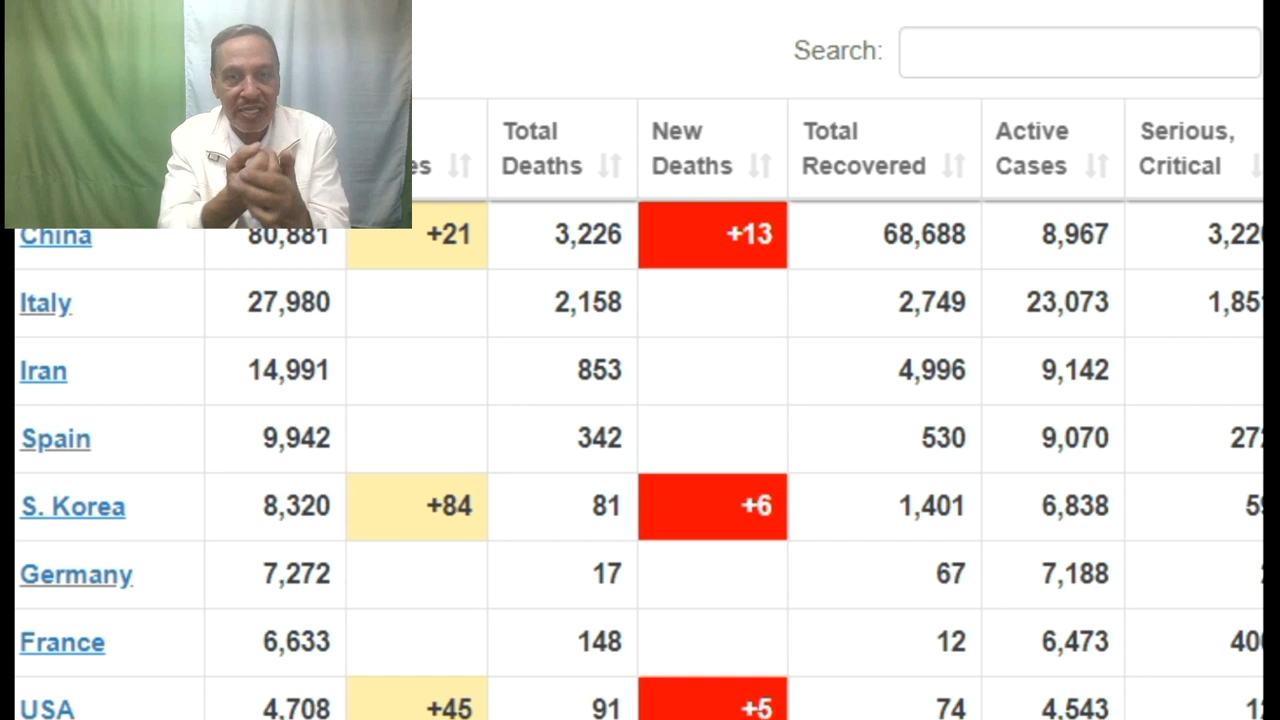 Search:
es Total Deaths New Deaths Total Recovered Active Cases Serious, Critical
China 80,881 +21 3,226 +13 68,688 8,967
Italy 27,980 2,158 2,749 23,073
Iran 14,991 853 4,996 9,142
Spain 9,942 342 530 9,070
S. Korea 8,320 +84 81 +6 1,401 6,838
Germany 7,272 17 67 7,188
France 6,633 148 12 6,473
USA 4,708 +45 91 +5 74 4,543